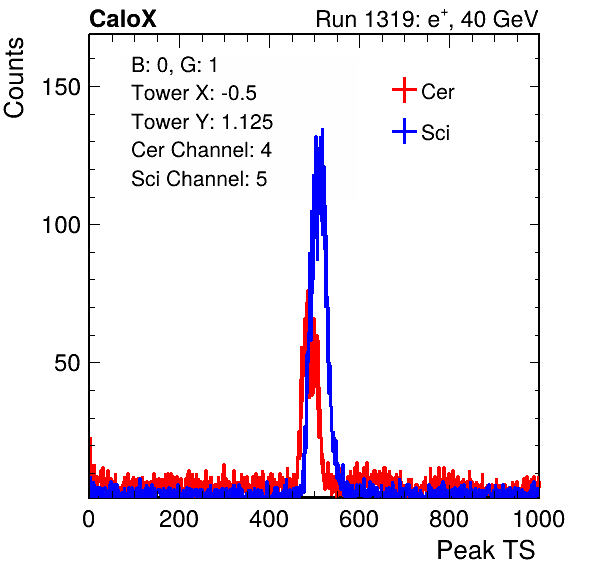 CaloX Run 1319: e+, 40 GeV
Counts
B: 0, G: 1
Tower X: -0.5
Tower Y: 1.125
Cer Channel: 4
Sci Channel: 5
Cer
Sci
150
100
50
0 200 400 600 800 1000
Peak TS